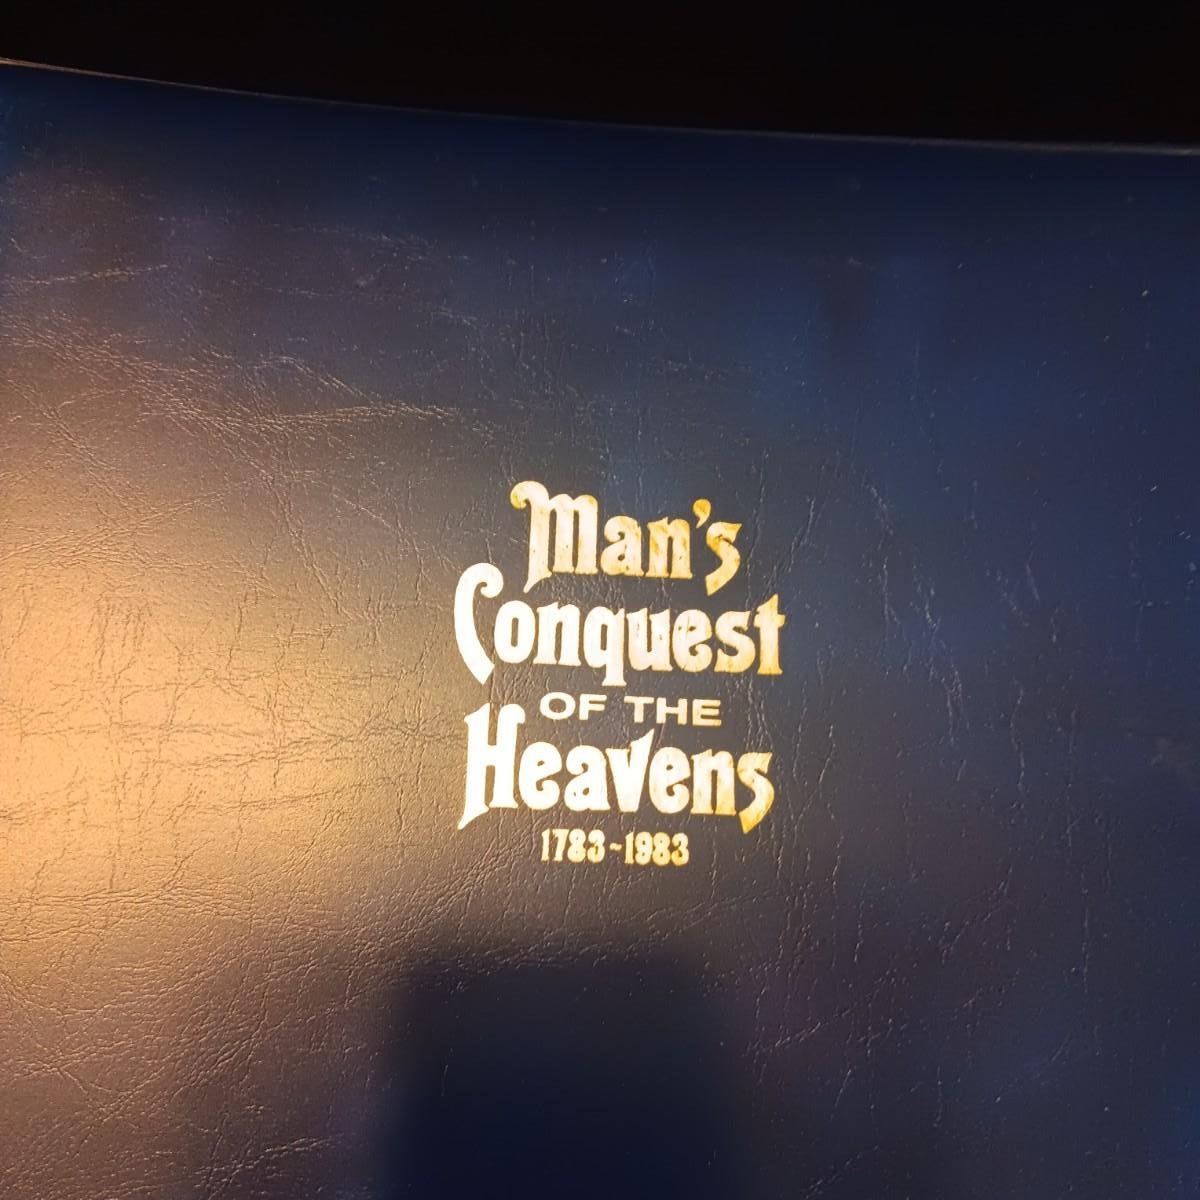 Man's
Conquest
OF THE
Heavens
1783~1983